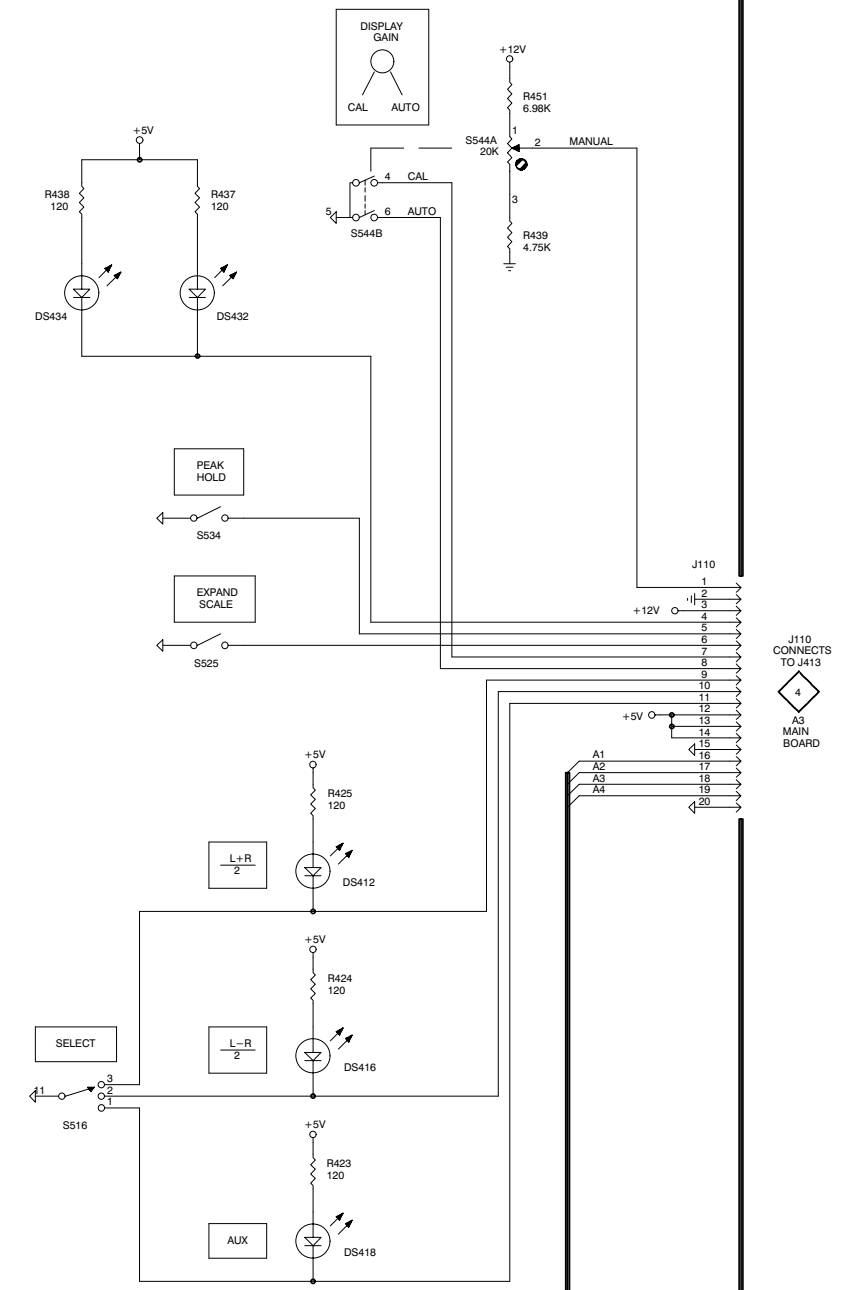 DISPLAY
GAIN
CAL AUTO
+12V
R451
6.98K
1
S544A
20K
2 MANUAL
3
R439
4.75K
4 CAL
5
6 AUTO
S544B
+5V
R438
120
R437
120
DS434
DS432
PEAK
HOLD
S534
EXPAND
SCALE
S525
J110
1
2
+12V
3
4
5
6
7
8
9
10
11
+5V
12
13
14
15
A1 16
A2 17
A3 18
A4 19
20
J110
CONNECTS
TO J413
4
A3
MAIN
BOARD
+5V
R425
120
L+R
2
DS412
+5V
R424
120
L−R
2
DS416
SELECT
11
3
2
1
S516
+5V
R423
120
AUX
DS418